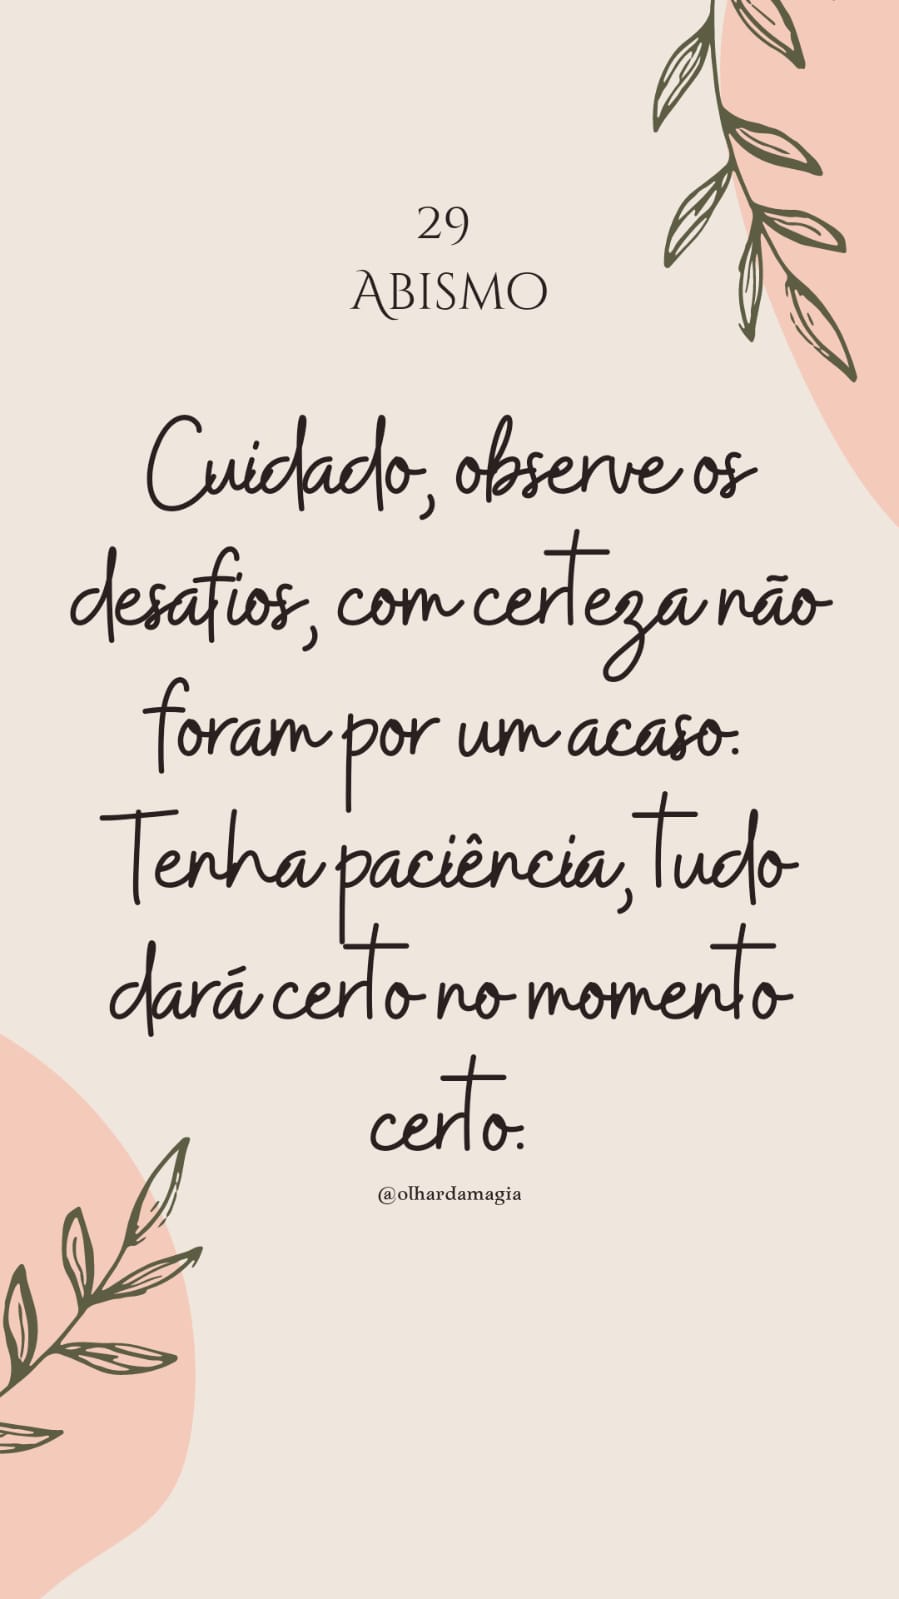 29
Abismo
Cuidado, observe os
desafios, com certeza não
foram por um acaso.
Tenha paciência, tudo
dará certo no momento
certo.
@olhardamagia